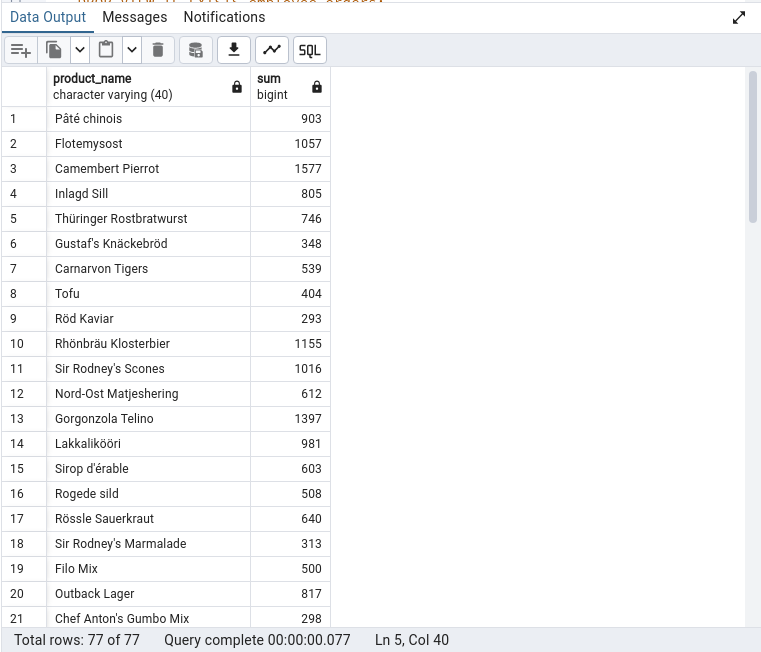 Data Output Messages Notifications
SQL
product_name sum
character varying (40) bigint
1 Pâté chinois 903
2 Flotemysost 1057
3 Camembert Pierrot 1577
4 Inlagd Sill 805
5 Thüringer Rostbratwurst 746
6 Gustaf's Knäckebröd 348
7 Carnarvon Tigers 539
8 Tofu 404
9 Röd Kaviar 293
10 Rhönbräu Klosterbier 1155
11 Sir Rodney's Scones 1016
12 Nord-Ost Matjeshering 612
13 Gorgonzola Telino 1397
14 Lakkalikööri 981
15 Sirop d'érable 603
16 Rogede sild 508
17 Rössle Sauerkraut 640
18 Sir Rodney's Marmalade 313
19 Filo Mix 500
20 Outback Lager 817
21 Chef Anton's Gumbo Mix 298
Total rows: 77 of 77 Query complete 00:00:00.077 Ln 5, Col 40